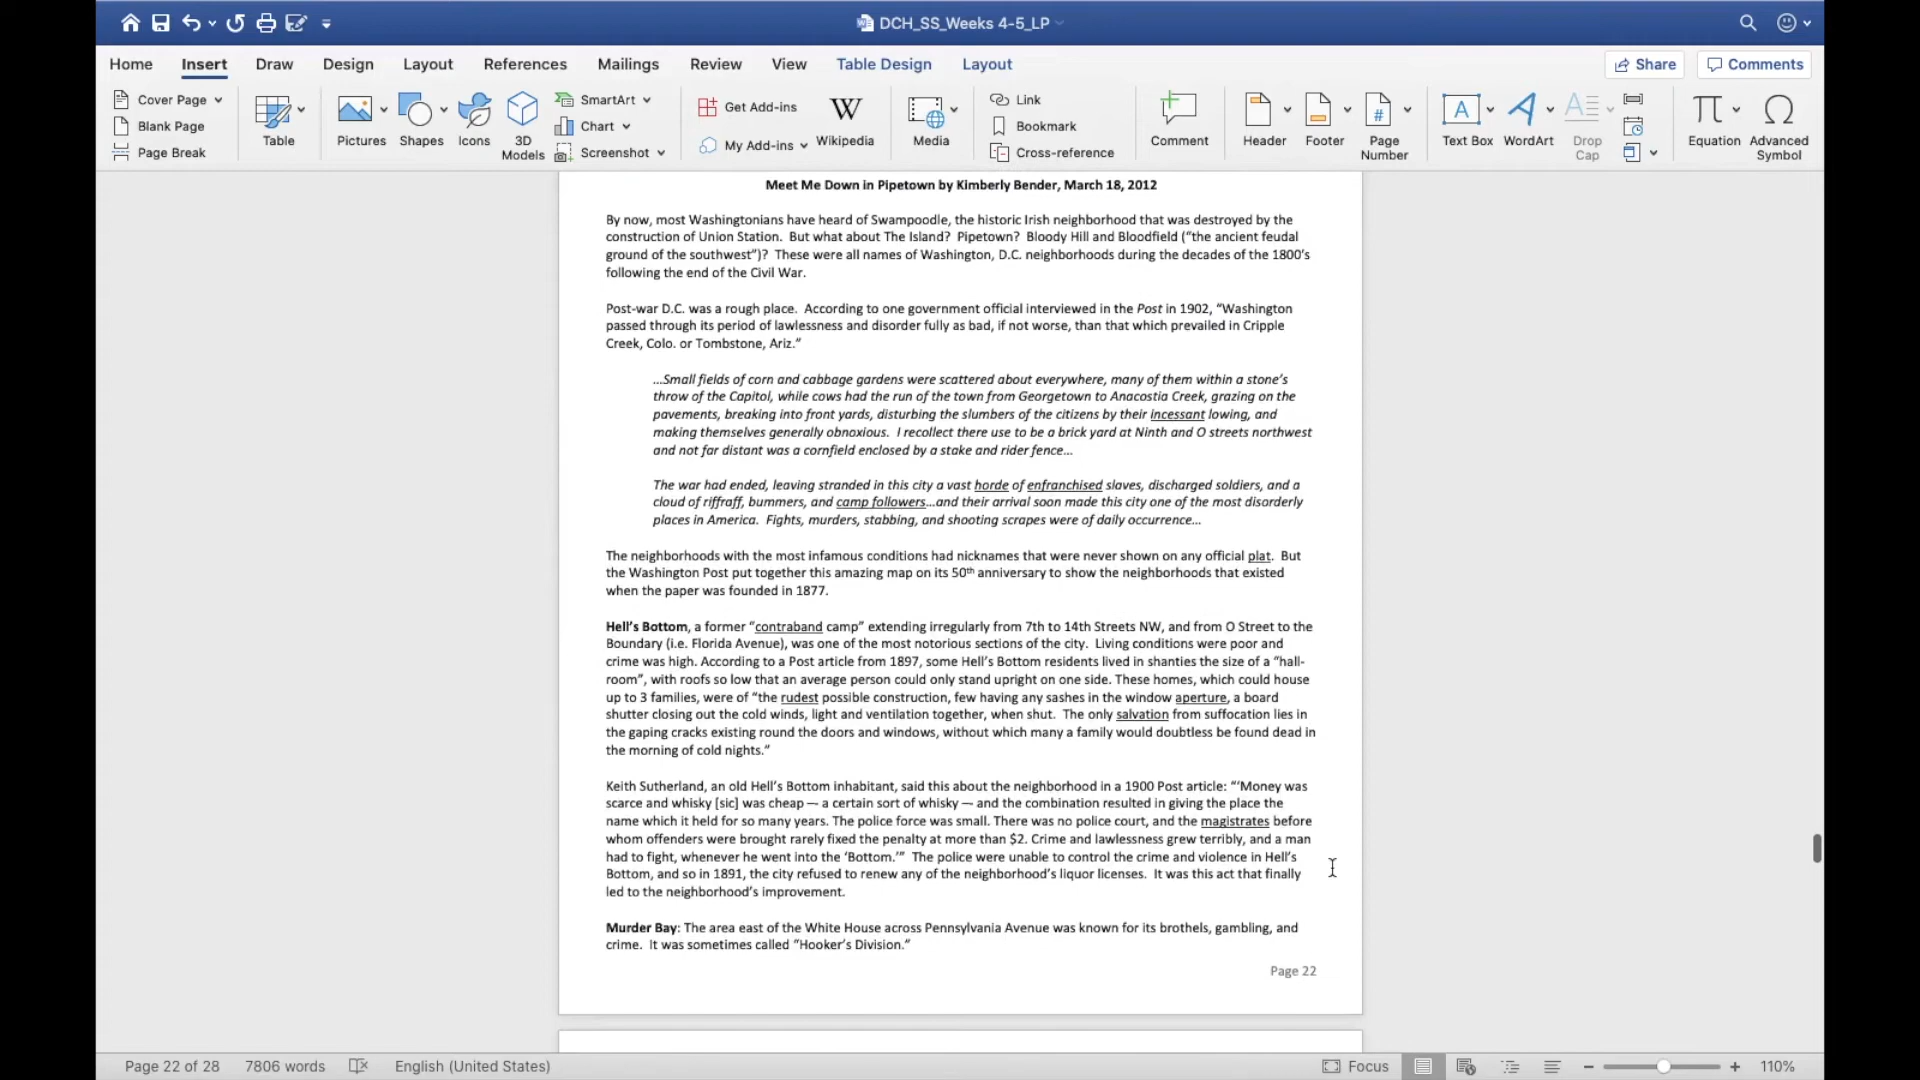 DCH_SS_Weeks 4-5_LP
Home Insert Draw Design Layout References Mailings Review View Table Design Layout Share Comments
Cover Page
Blank Page
Page Break
Table
Pictures
Shapes
Icons
3D
Models
SmartArt
Chart
Screenshot
Get Add-ins
My Add-ins
W
Wikipedia
Media
Link
Bookmark
Cross-reference
Comment
Header
Footer
#
Page
Number
A
Text Box
A
WordArt
A
Drop
Cap
π
Equation
Ω
Advanced
Symbol
Meet Me Down in Pipetown by Kimberly Bender, March 18, 2012
By now, most Washingtonians have heard of Swampoodle, the historic Irish neighborhood that was destroyed by the
construction of Union Station. But what about The Island? Pipetown? Bloody Hill and Bloodfield (“the ancient feudal
ground of the southwest”)? These were all names of Washington, D.C. neighborhoods during the decades of the 1800’s
following the end of the Civil War.
Post-war D.C. was a rough place. According to one government official interviewed in the Post in 1902, “Washington
passed through its period of lawlessness and disorder fully as bad, if not worse, than that which prevailed in Cripple
Creek, Colo. or Tombstone, Ariz.”
…Small fields of corn and cabbage gardens were scattered about everywhere, many of them within a stone’s
throw of the Capitol, while cows had the run of the town from Georgetown to Anacostia Creek, grazing on the
pavements, breaking into front yards, disturbing the slumbers of the citizens by their incessant lowing, and
making themselves generally obnoxious. I recollect there use to be a brick yard at Ninth and O streets northwest
and not far distant was a cornfield enclosed by a stake and rider fence…
The war had ended, leaving stranded in this city a vast horde of enfranchised slaves, discharged soldiers, and a
cloud of riffraff, bummers, and camp followers…and their arrival soon made this city one of the most disorderly
places in America. Fights, murders, stabbing, and shooting scrapes were of daily occurrence…
The neighborhoods with the most infamous conditions had nicknames that were never shown on any official plat. But
the Washington Post put together this amazing map on its 50th anniversary to show the neighborhoods that existed
when the paper was founded in 1877.
Hell’s Bottom, a former “contraband camp” extending irregularly from 7th to 14th Streets NW, and from O Street to the
Boundary (i.e. Florida Avenue), was one of the most notorious sections of the city. Living conditions were poor and
crime was high. According to a Post article from 1897, some Hell’s Bottom residents lived in shanties the size of a “hall-
room”, with roofs so low that an average person could only stand upright on one side. These homes, which could house
up to 3 families, were of “the rudest possible construction, few having any sashes in the window aperture, a board
shutter closing out the cold winds, light and ventilation together, when shut. The only salvation from suffocation lies in
the gaping cracks existing round the doors and windows, without which many a family would doubtless be found dead in
the morning of cold nights.”
Keith Sutherland, an old Hell’s Bottom inhabitant, said this about the neighborhood in a 1900 Post article: “‘Money was
scarce and whisky [sic] was cheap — a certain sort of whisky — and the combination resulted in giving the place the
name which it held for so many years. The police force was small. There was no police court, and the magistrates before
whom offenders were brought rarely fixed the penalty at more than $2. Crime and lawlessness grew terribly, and a man
had to fight, whenever he went into the ‘Bottom.’” The police were unable to control the crime and violence in Hell’s
Bottom, and so in 1891, the city refused to renew any of the neighborhood’s liquor licenses. It was this act that finally
led to the neighborhood’s improvement.
Murder Bay: The area east of the White House across Pennsylvania Avenue was known for its brothels, gambling, and
crime. It was sometimes called “Hooker’s Division.”
Page 22
Page 22 of 28 7806 words English (United States) Focus 110%